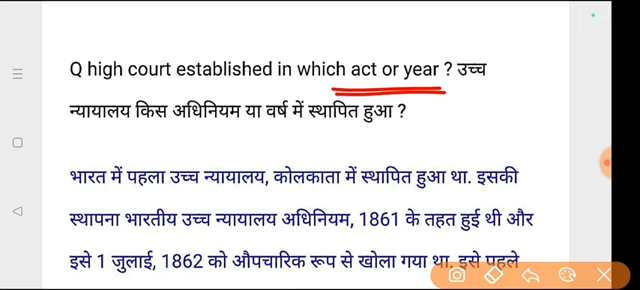 Q high court established in which act or year ? उच्च
न्यायालय किस अधिनियम या वर्ष में स्थापित हुआ ?
भारत में पहला उच्च न्यायालय, कोलकाता में स्थापित हुआ था. इसकी
स्थापना भारतीय उच्च न्यायालय अधिनियम, 1861 के तहत हुई थी और
इसे 1 जुलाई, 1862 को औपचारिक रूप से खोला गया था. इसे पहले